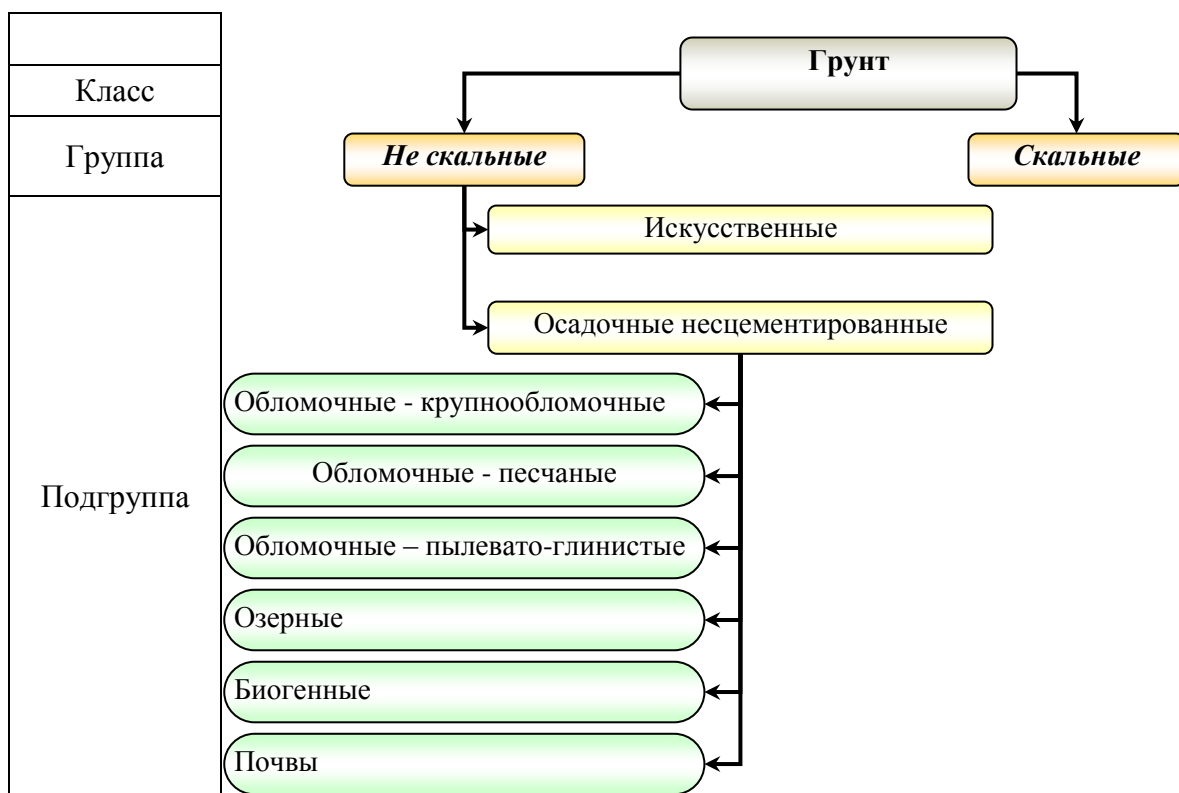 Грунт
Класс
Группа
Не скальные
Скальные
Искусственные
Осадочные несцементированные
Обломочные - крупнообломочные
Обломочные - песчаные
Подгруппа
Обломочные – пылевато-глинистые
Озерные
Биогенные
Почвы